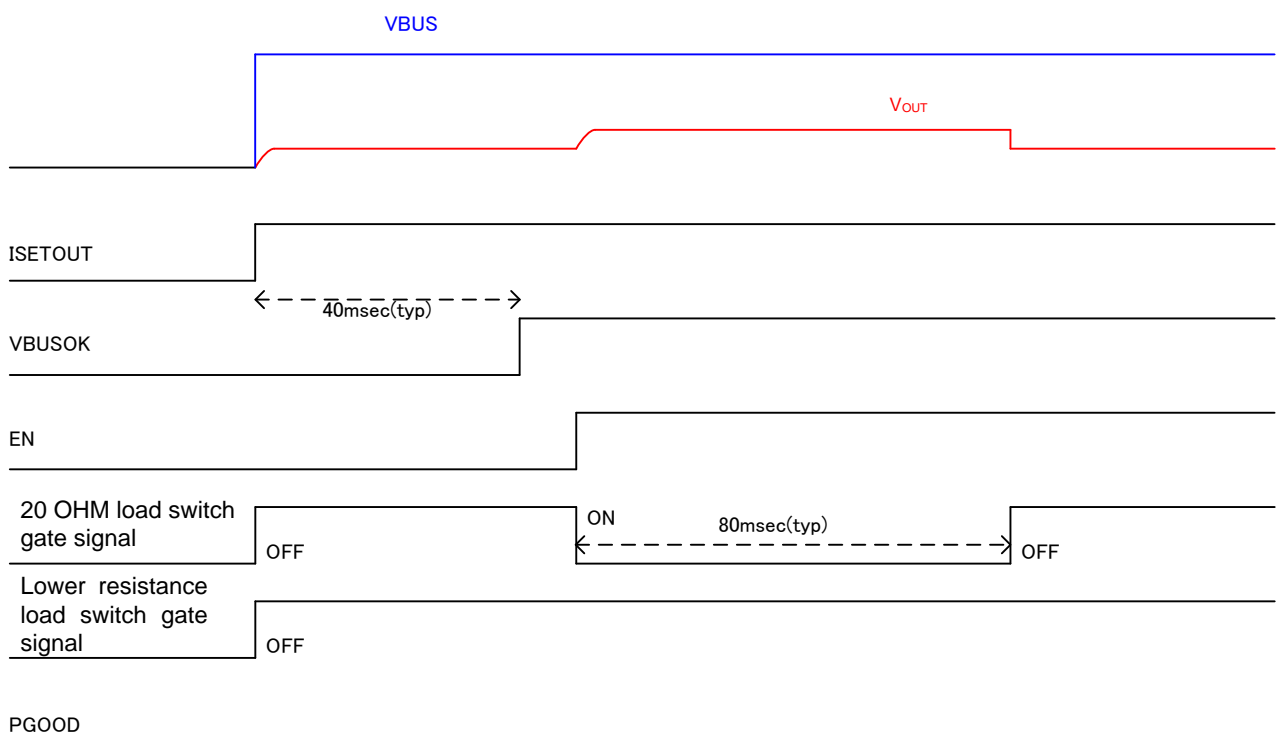 VBUS
VOUT
ISETOUT
40msec(typ)
VBUSOK
EN
20 OHM load switch
gate signal
OFF
ON
80msec(typ)
OFF
Lower resistance
load switch gate
signal
OFF
PGOOD